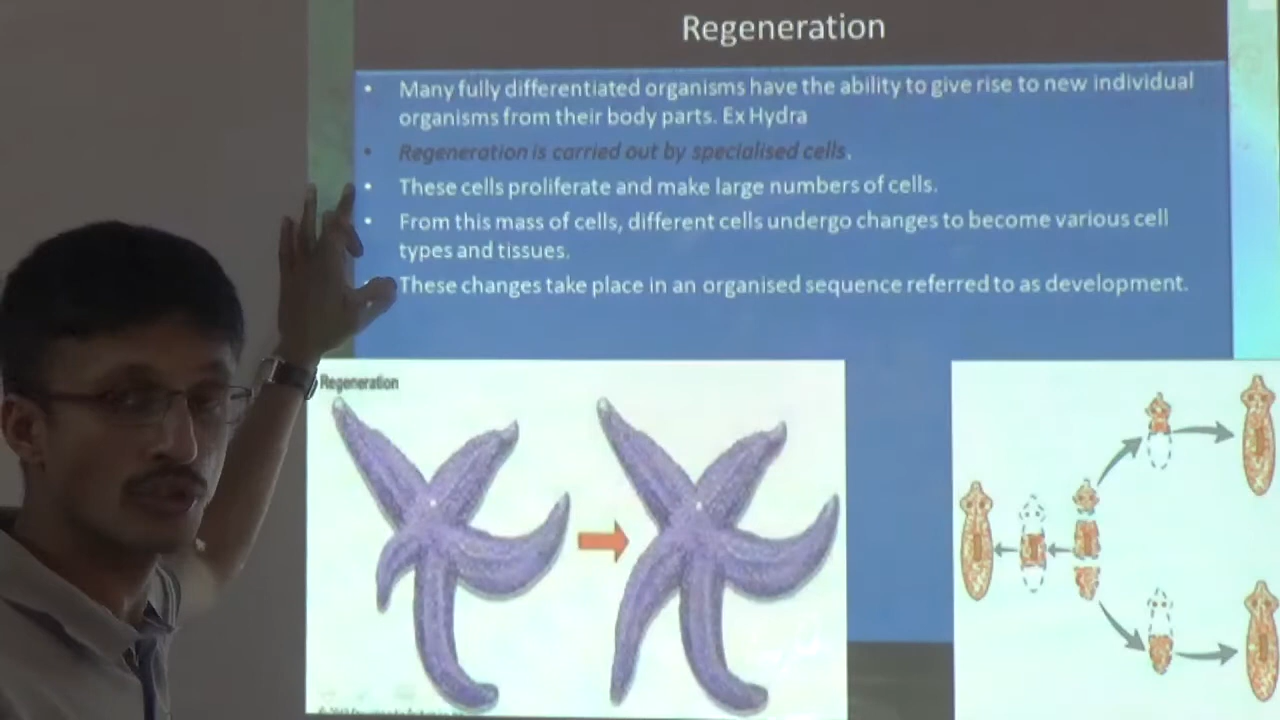 Regeneration
• Many fully differentiated organisms have the ability to give rise to new individual
organisms from their body parts. Ex Hydra
• Regeneration is carried out by specialised cells.
• These cells proliferate and make large numbers of cells.
• From this mass of cells, different cells undergo changes to become various cell
types and tissues.
These changes take place in an organised sequence referred to as development.
Regeneration